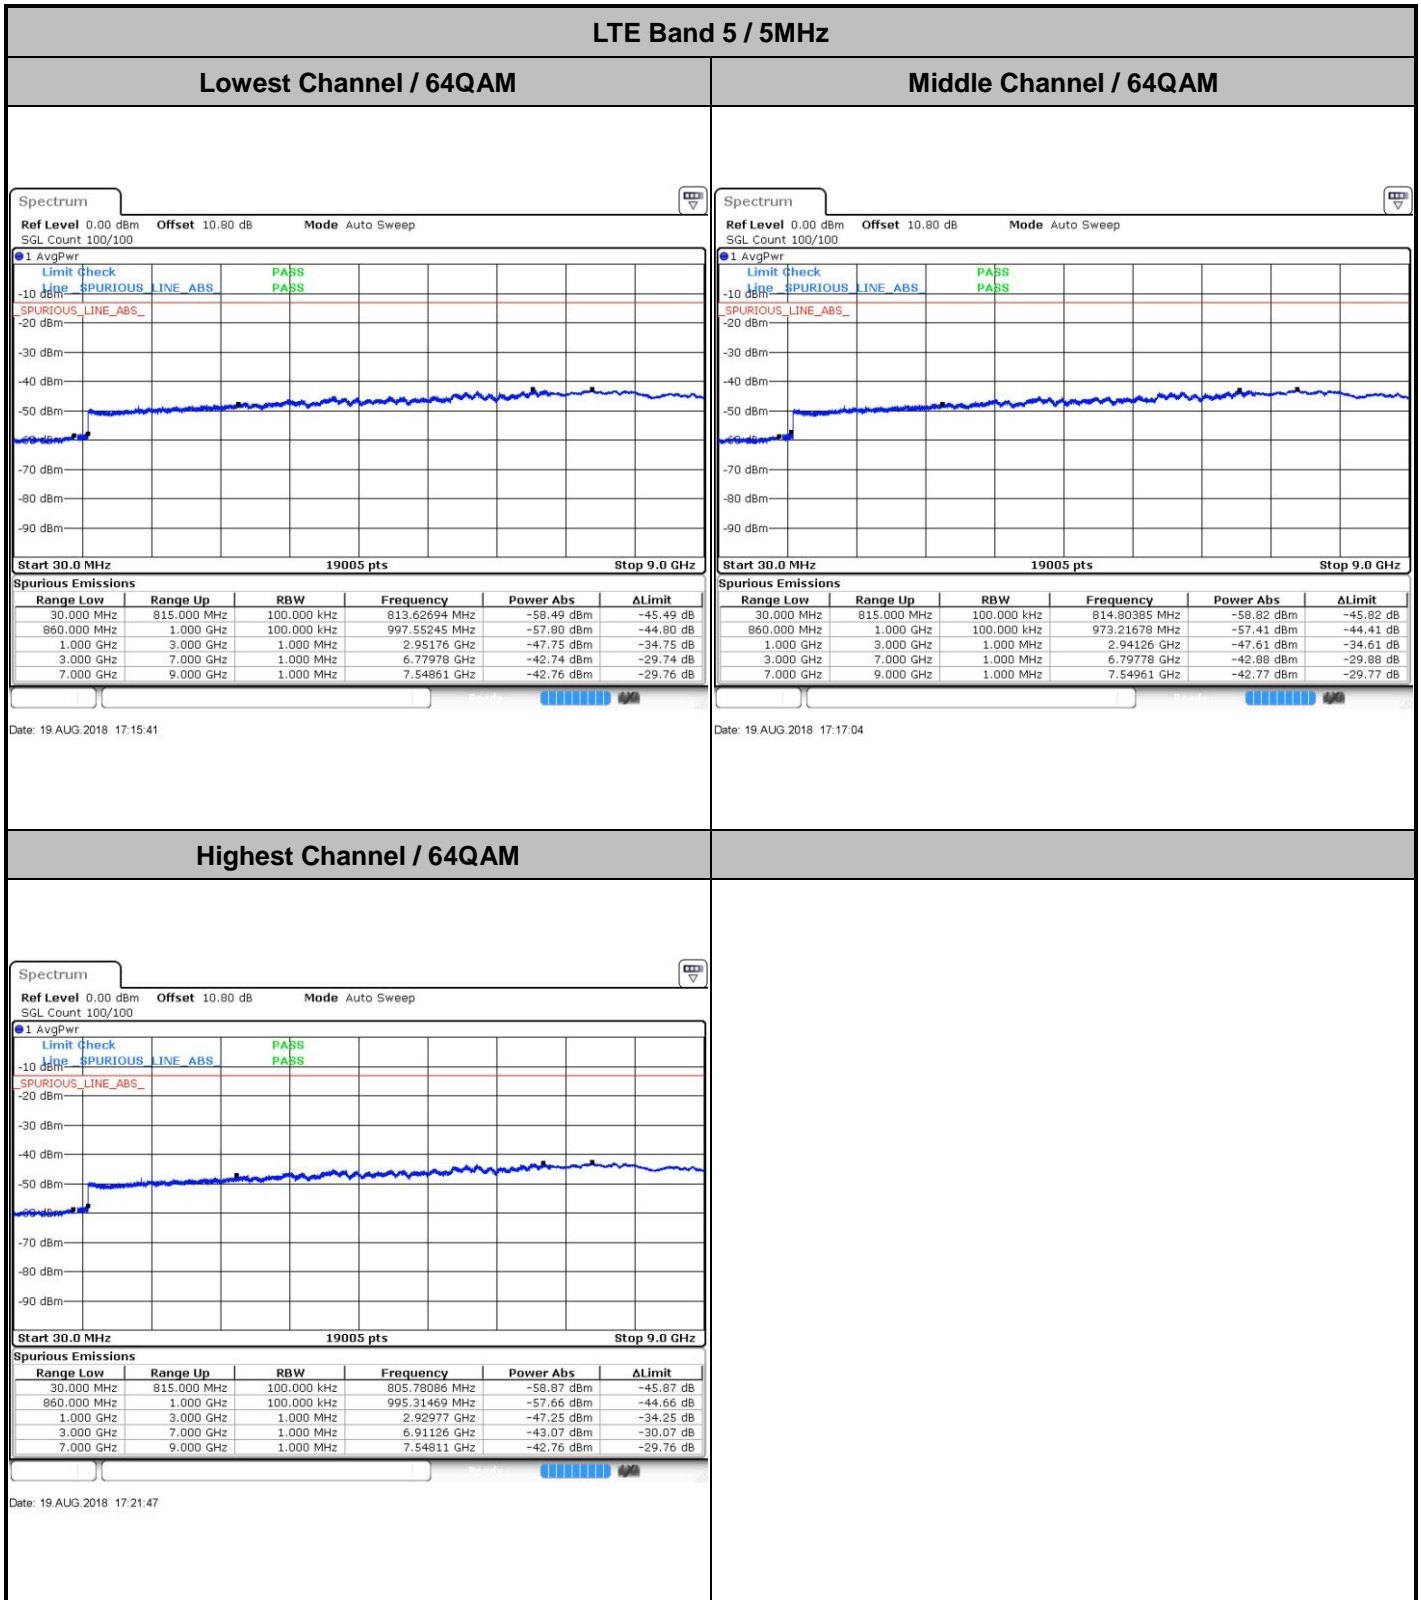 LTE Band 5 / 5MHz
Lowest Channel / 64QAM
Middle Channel / 64QAM
Spectrum
Ref Level 0.00 dBm Offset 10.80 dB Mode Auto Sweep
SGL Count 100/100
1 AvgPwr
Limit Check PASS
Line _SPURIOUS_LINE_ABS_ PASS
-10 dBm
_SPURIOUS_LINE_ABS_
-20 dBm
-30 dBm
-40 dBm
-50 dBm
-60 dBm
-70 dBm
-80 dBm
-90 dBm
Start 30.0 MHz 19005 pts Stop 9.0 GHz
Spurious Emissions
Range Low Range Up RBW Frequency Power Abs ΔLimit
30.000 MHz 815.000 MHz 100.000 kHz 813.62694 MHz -58.49 dBm -45.49 dB
860.000 MHz 1.000 GHz 100.000 kHz 997.55245 MHz -57.80 dBm -44.80 dB
1.000 GHz 3.000 GHz 1.000 MHz 2.95176 GHz -47.75 dBm -34.75 dB
3.000 GHz 7.000 GHz 1.000 MHz 6.77978 GHz -42.74 dBm -29.74 dB
7.000 GHz 9.000 GHz 1.000 MHz 7.54861 GHz -42.76 dBm -29.76 dB
Date: 19.AUG.2018 17:15:41
Spectrum
Ref Level 0.00 dBm Offset 10.80 dB Mode Auto Sweep
SGL Count 100/100
1 AvgPwr
Limit Check PASS
Line _SPURIOUS_LINE_ABS_ PASS
-10 dBm
_SPURIOUS_LINE_ABS_
-20 dBm
-30 dBm
-40 dBm
-50 dBm
-60 dBm
-70 dBm
-80 dBm
-90 dBm
Start 30.0 MHz 19005 pts Stop 9.0 GHz
Spurious Emissions
Range Low Range Up RBW Frequency Power Abs ΔLimit
30.000 MHz 815.000 MHz 100.000 kHz 814.80385 MHz -58.82 dBm -45.82 dB
860.000 MHz 1.000 GHz 100.000 kHz 973.21678 MHz -57.41 dBm -44.41 dB
1.000 GHz 3.000 GHz 1.000 MHz 2.94126 GHz -47.61 dBm -34.61 dB
3.000 GHz 7.000 GHz 1.000 MHz 6.79778 GHz -42.88 dBm -29.88 dB
7.000 GHz 9.000 GHz 1.000 MHz 7.54961 GHz -42.77 dBm -29.77 dB
Date: 19.AUG.2018 17:17:04
Highest Channel / 64QAM
Spectrum
Ref Level 0.00 dBm Offset 10.80 dB Mode Auto Sweep
SGL Count 100/100
1 AvgPwr
Limit Check PASS
Line _SPURIOUS_LINE_ABS_ PASS
-10 dBm
_SPURIOUS_LINE_ABS_
-20 dBm
-30 dBm
-40 dBm
-50 dBm
-60 dBm
-70 dBm
-80 dBm
-90 dBm
Start 30.0 MHz 19005 pts Stop 9.0 GHz
Spurious Emissions
Range Low Range Up RBW Frequency Power Abs ΔLimit
30.000 MHz 815.000 MHz 100.000 kHz 805.78086 MHz -58.87 dBm -45.87 dB
860.000 MHz 1.000 GHz 100.000 kHz 995.31469 MHz -57.66 dBm -44.66 dB
1.000 GHz 3.000 GHz 1.000 MHz 2.92977 GHz -47.25 dBm -34.25 dB
3.000 GHz 7.000 GHz 1.000 MHz 6.91126 GHz -43.07 dBm -30.07 dB
7.000 GHz 9.000 GHz 1.000 MHz 7.54811 GHz -42.76 dBm -29.76 dB
Date: 19.AUG.2018 17:21:47